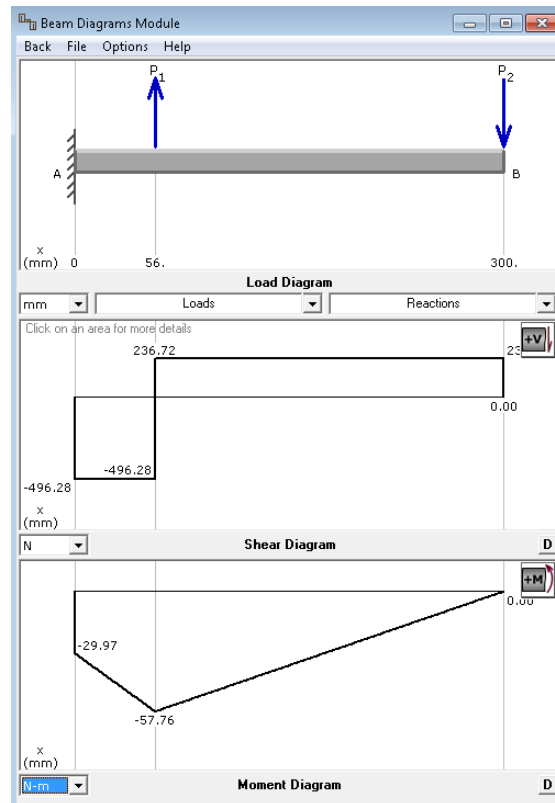 Beam Diagrams Module
Back File Options Help
P1 P2
A B
x
(mm) 0 56. 300.
Load Diagram
mm Loads Reactions
Click on an area for more details
236.72 23 +V
0.00
-496.28
-496.28
x
(mm)
N Shear Diagram D
+M
0.00
-29.97
-57.76
x
(mm)
N-m Moment Diagram D